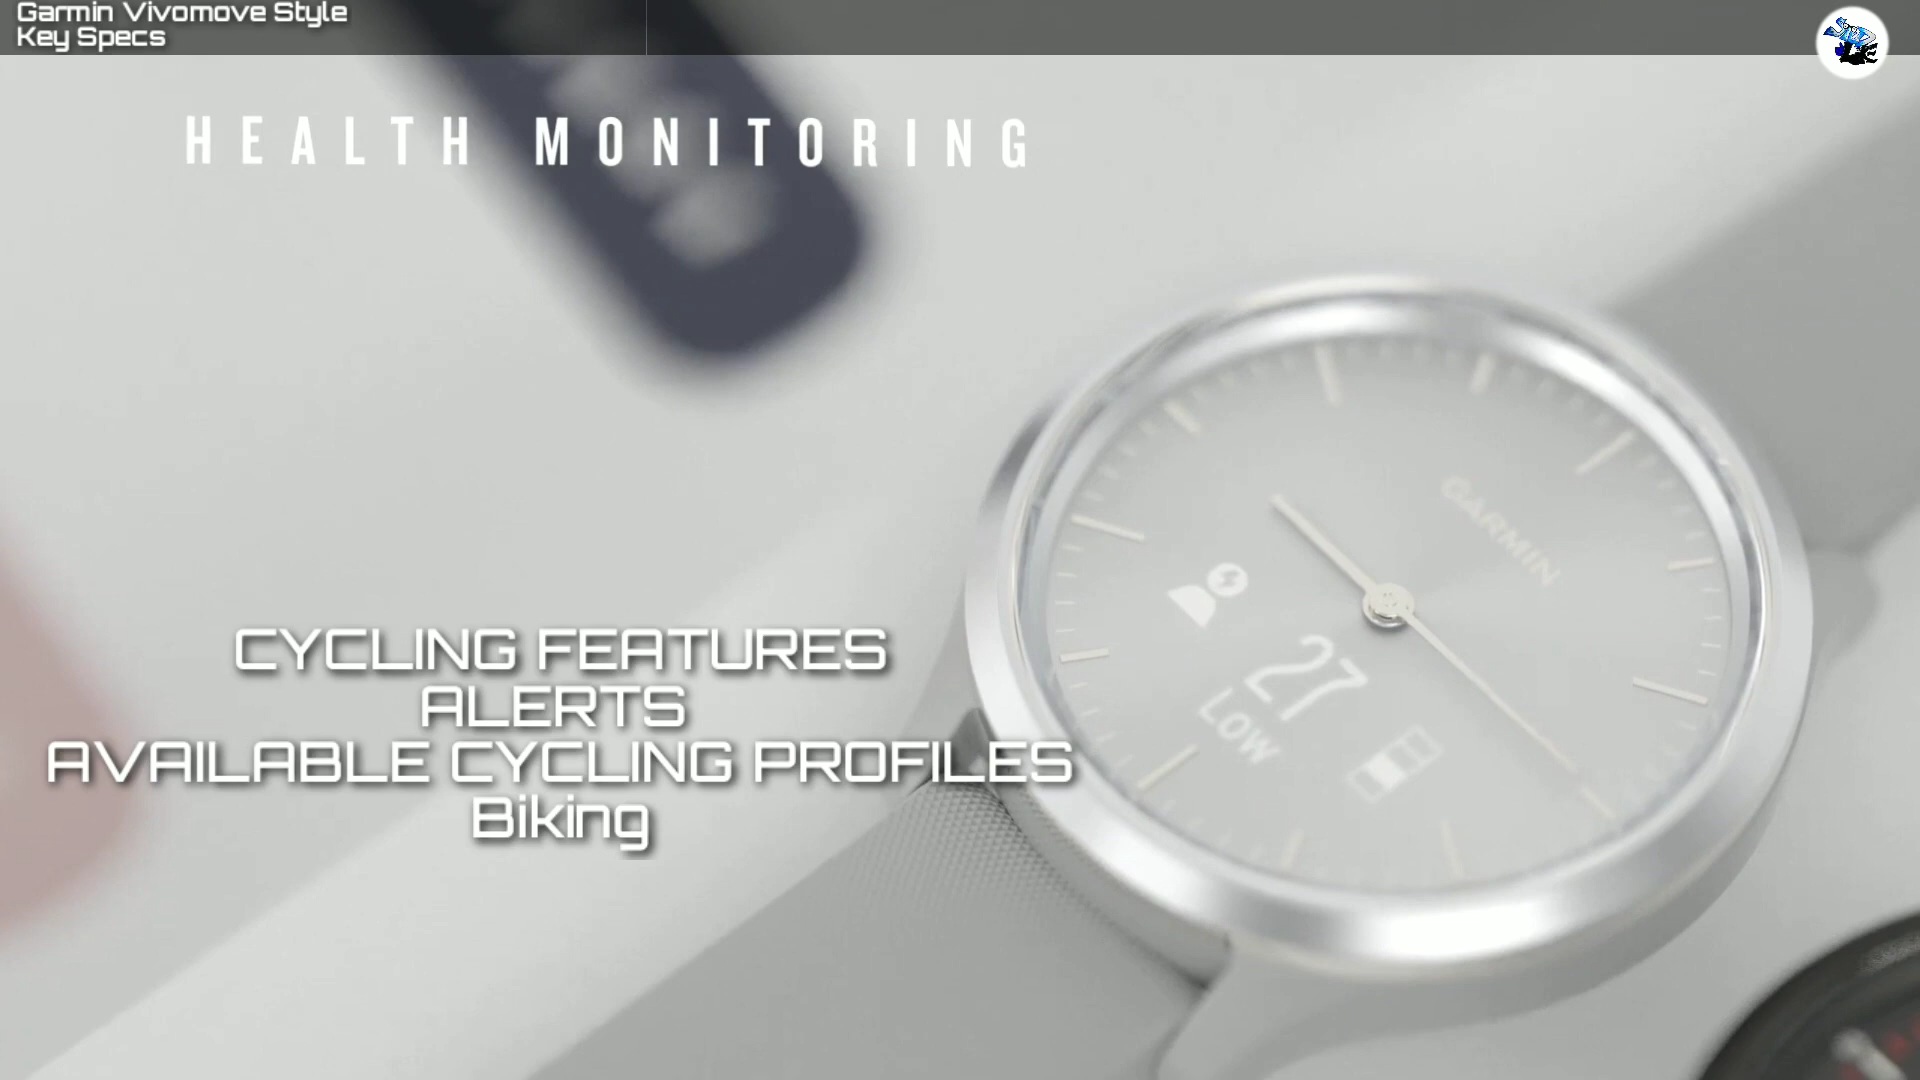 Garmin Vivomove Style
Key Specs
HEALTH MONITORING
GARMIN
27
LOW
CYCLING FEATURES
ALERTS
AVAILABLE CYCLING PROFILES
Biking